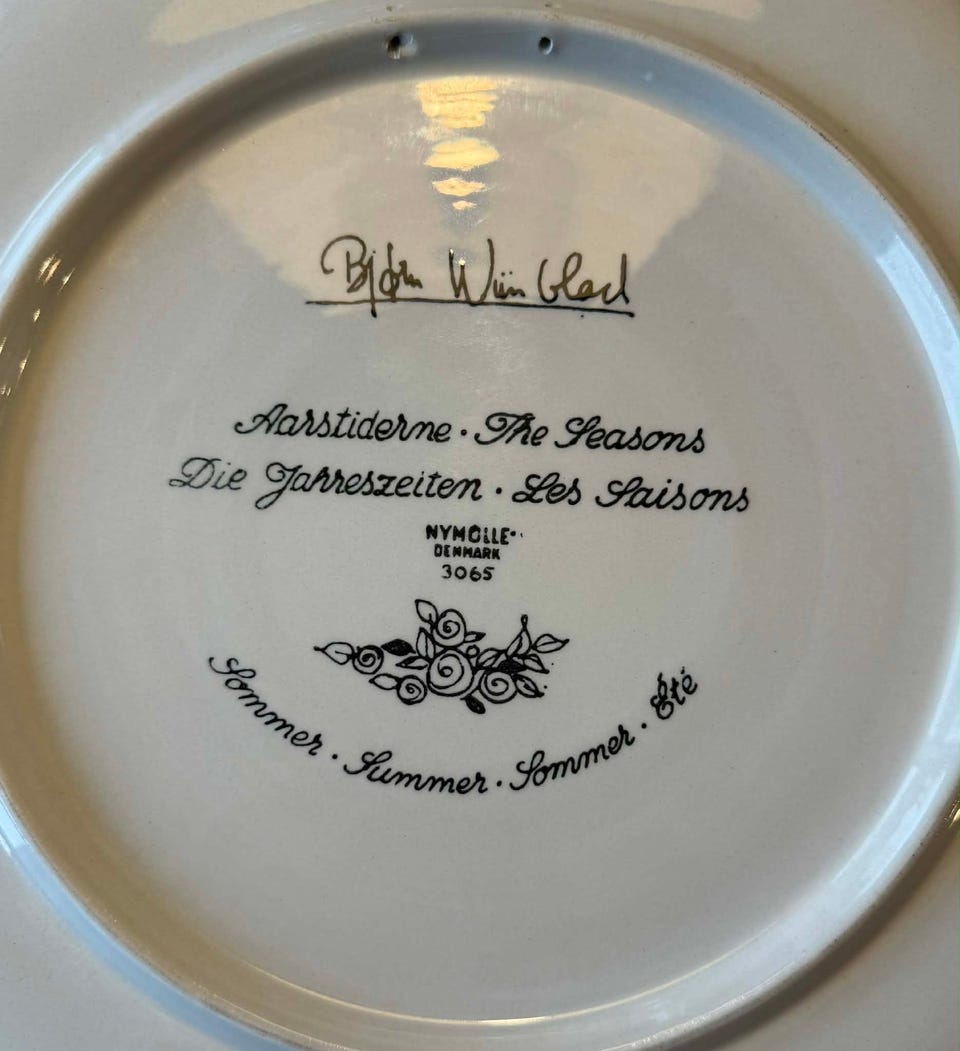 Bjørn Wiinblad
Aarstiderne · The Seasons
Die Jahreszeiten · Les Saisons
NYMØLLE
DENMARK
3065
Sommer · Summer · Sommer · Été